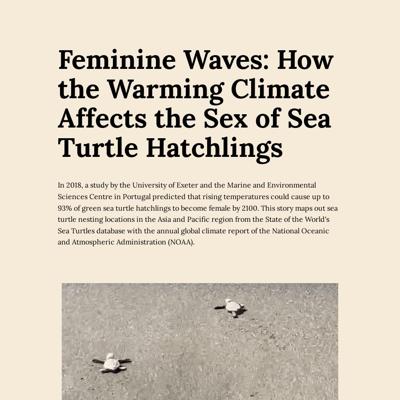 Feminine Waves: How
the Warming Climate
Affects the Sex of Sea
Turtle Hatchlings
In 2018, a study by the University of Exeter and the Marine and Environmental
Sciences Centre in Portugal predicted that rising temperatures could cause up to
93% of green sea turtle hatchlings to become female by 2100. This story maps out sea
turtle nesting locations in the Asia and Pacific region from the State of the World's
Sea Turtles database with the annual global climate report of the National Oceanic
and Atmospheric Administration (NOAA).